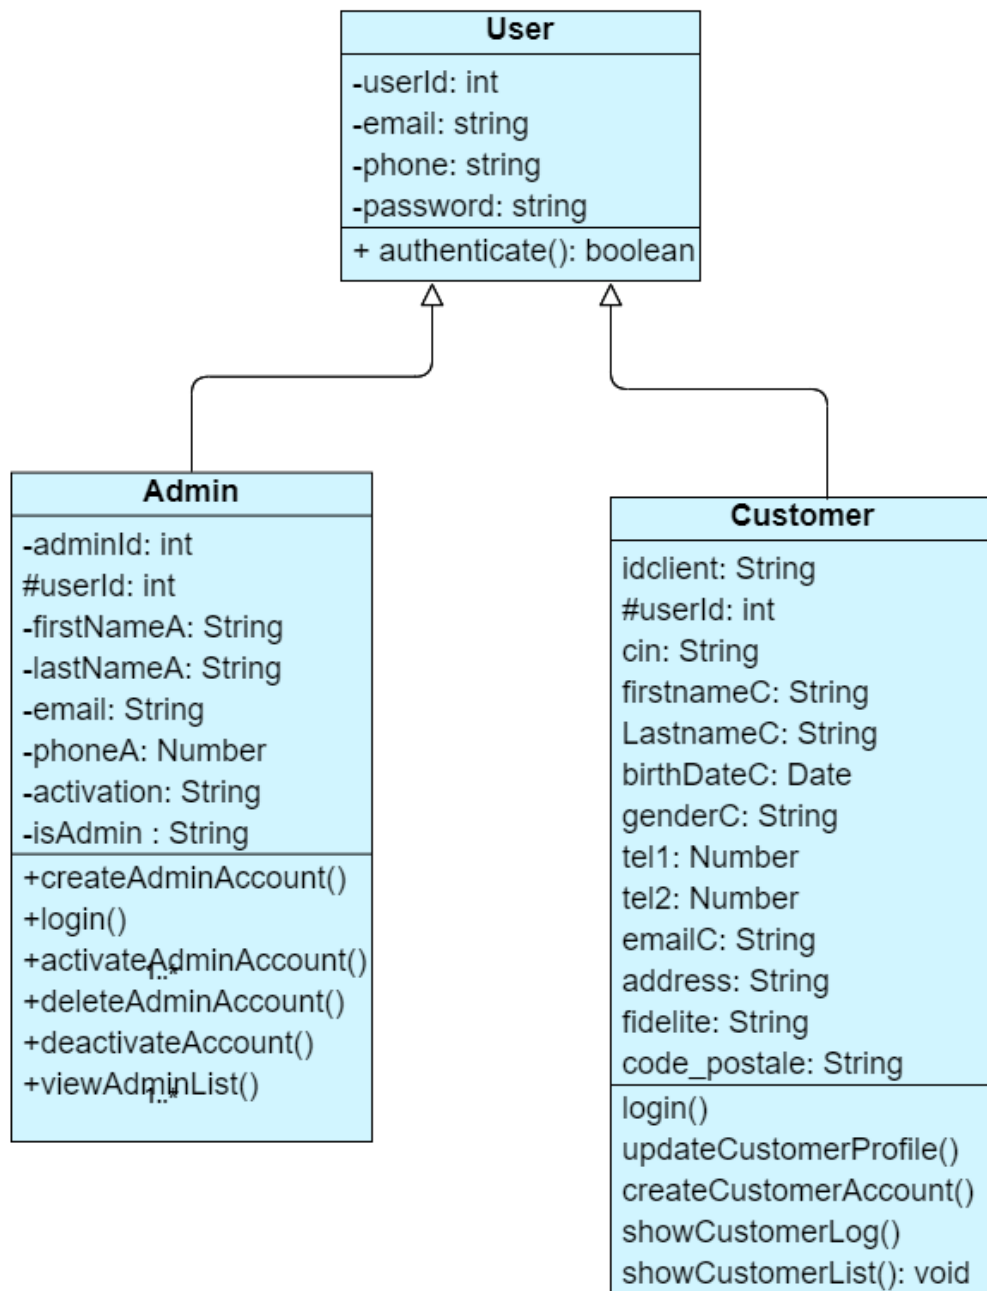 User
-userId: int
-email: string
-phone: string
-password: string
+ authenticate(): boolean
Admin
-adminId: int
#userId: int
-firstNameA: String
-lastNameA: String
-email: String
-phoneA: Number
-activation: String
-isAdmin : String
+createAdminAccount()
+login()
+activateAdminAccount()
1..*
+deleteAdminAccount()
+deactivateAccount()
+viewAdminList()
1..*
Customer
idclient: String
#userId: int
cin: String
firstnameC: String
LastnameC: String
birthDateC: Date
genderC: String
tel1: Number
tel2: Number
emailC: String
address: String
fidelite: String
code_postale: String
login()
updateCustomerProfile()
createCustomerAccount()
showCustomerLog()
showCustomerList(): void